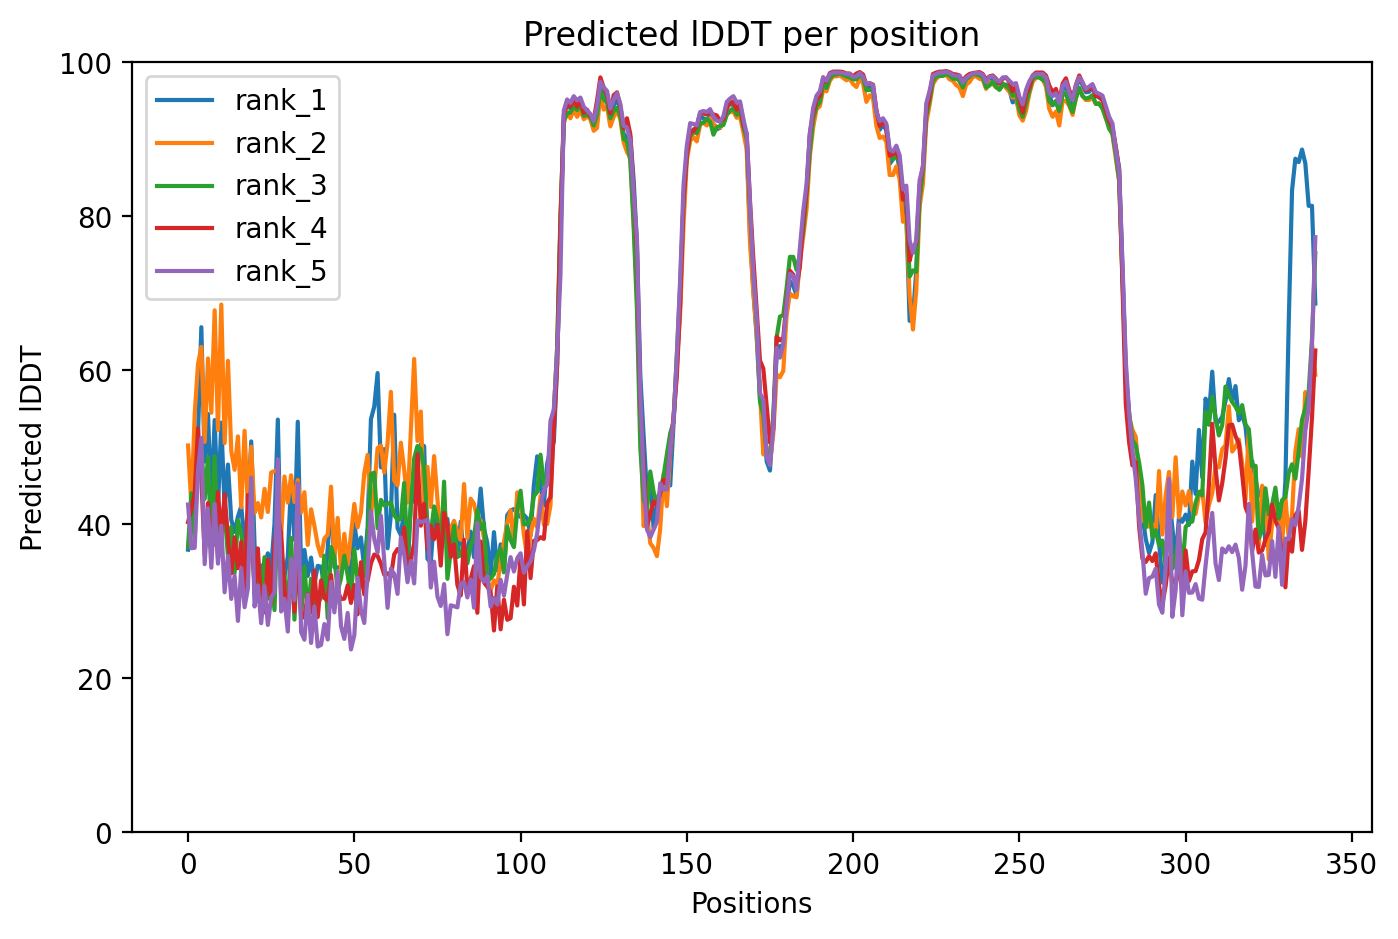 Predicted lDDT per position
100
80
60
40
20
0
Predicted lDDT
rank_1
rank_2
rank_3
rank_4
rank_5
0 50 100 150 200 250 300 350
Positions